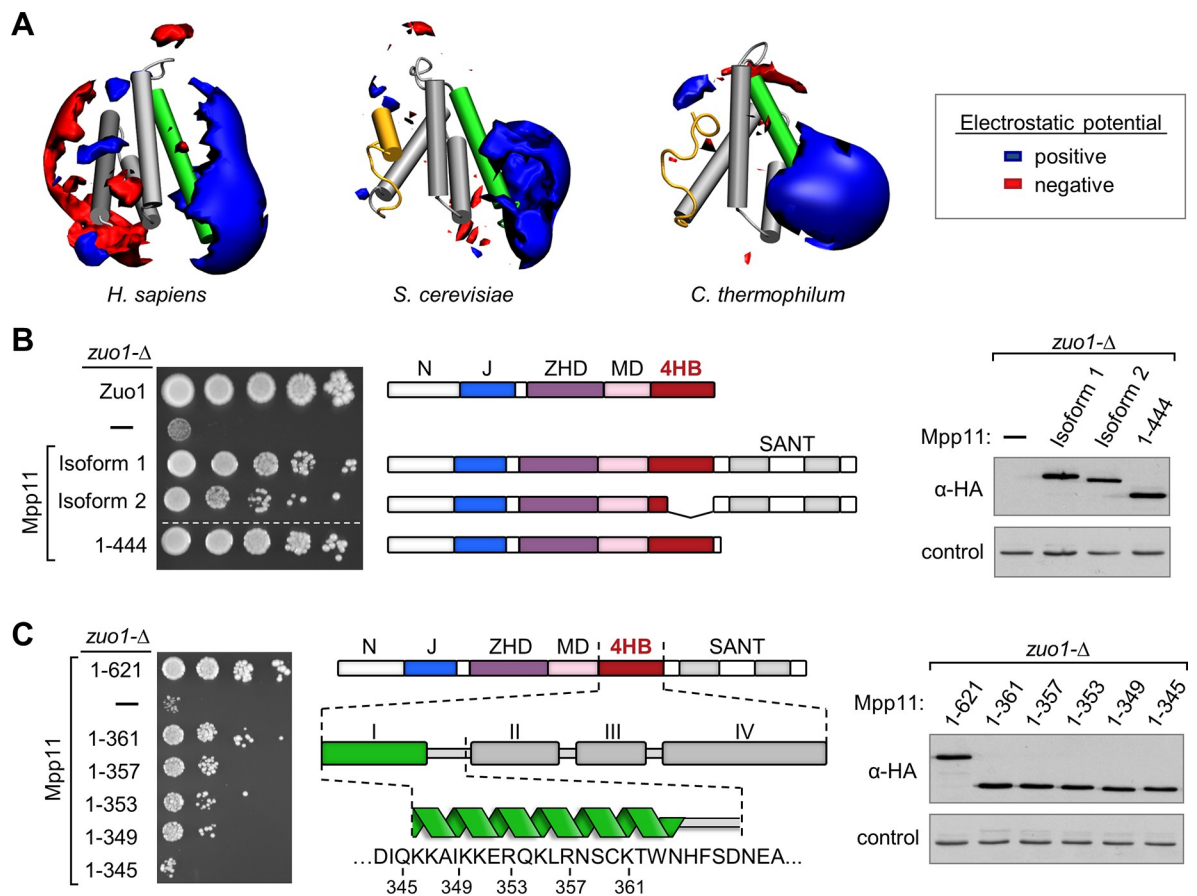 A
H. sapiens
S. cerevisiae
C. thermophilum
Electrostatic potential
positive
negative
B
zuo1-Δ
Zuo1
—
Mpp11
Isoform 1
Isoform 2
1-444
N J ZHD MD 4HB
SANT
zuo1-Δ
Mpp11: — Isoform 1 Isoform 2 1-444
α-HA
control
C
zuo1-Δ
Mpp11
1-621
—
1-361
1-357
1-353
1-349
1-345
N J ZHD MD 4HB SANT
I II III IV
...DIQKKAIKKERQKLRNSCKTWNHFSDNEA...
345 349 353 357 361
zuo1-Δ
Mpp11: 1-621 1-361 1-357 1-353 1-349 1-345
α-HA
control